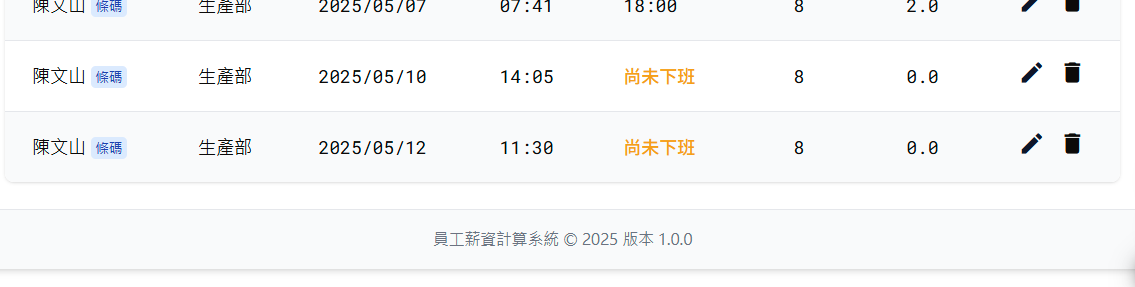 陳文山 條碼 生產部 2025/05/07 07:41 18:00 8 2.0
陳文山 條碼 生產部 2025/05/10 14:05 尚未下班 8 0.0
陳文山 條碼 生產部 2025/05/12 11:30 尚未下班 8 0.0
員工薪資計算系統 © 2025 版本 1.0.0